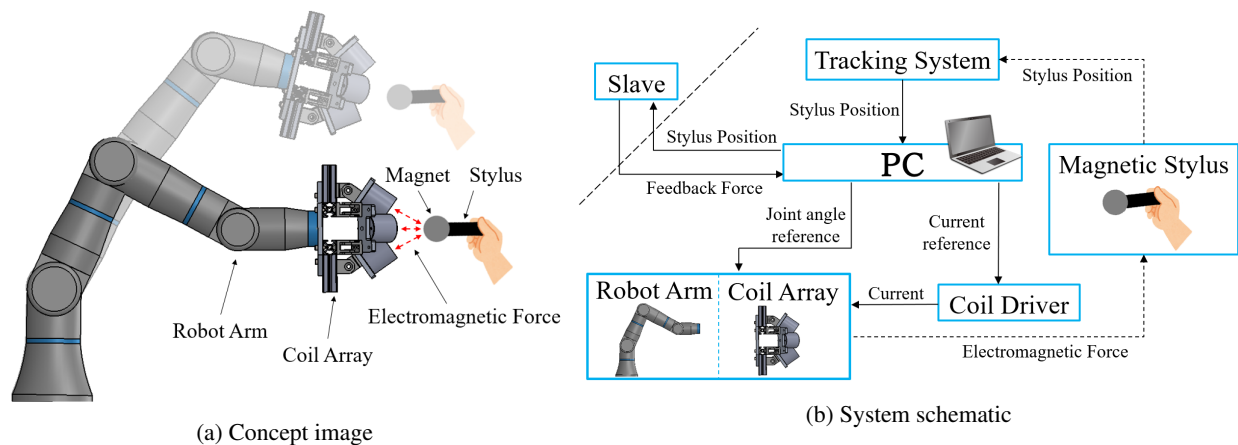 Magnet
Stylus
Robot Arm
Coil Array
Electromagnetic Force
(a) Concept image
Tracking System
Stylus Position
Slave
Stylus Position
Stylus Position
PC
Magnetic Stylus
Feedback Force
Joint angle
reference
Current
reference
Robot Arm
Coil Array
Current
Coil Driver
Electromagnetic Force
(b) System schematic